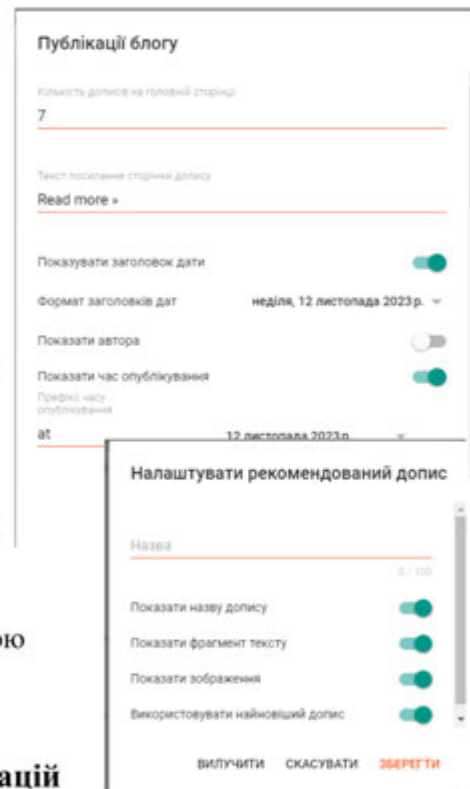 Публікації блогу
Кількість дописів на головній сторінці
7
Текст посилання сторінки допису
Read more »
Показувати заголовок дати
Формат заголовків дат неділя, 12 листопада 2023 р.
Показати автора
Показати час опублікування
Префікс часу
опублікування
at 12 листопада 2023 р.
Налаштувати рекомендований допис
Назва
0 / 100
Показати назву допису
Показати фрагмент тексту
Показати зображення
Використовувати найновіший допис
ВИЛУЧИТИ СКАСУВАТИ ЗБЕРЕГТИ
ою
ацій